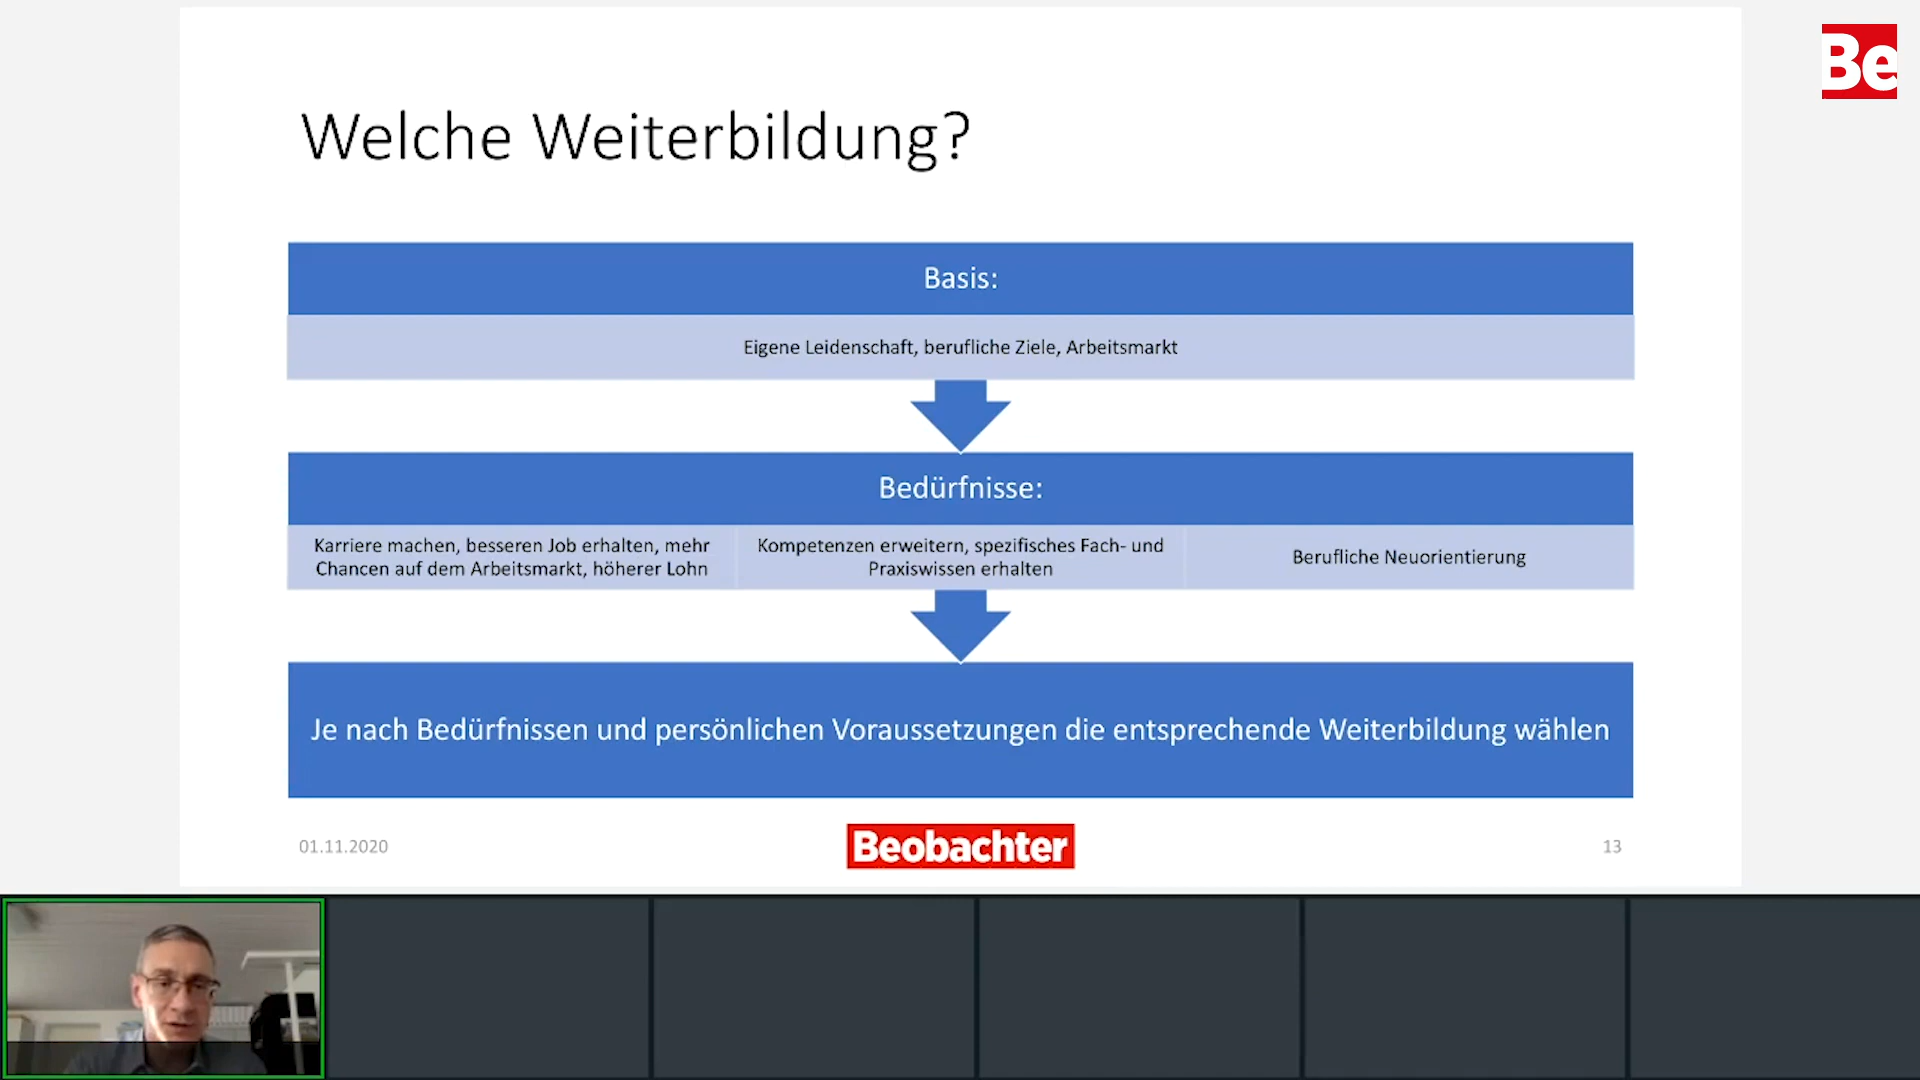 Be
Welche Weiterbildung?
Basis:
Eigene Leidenschaft, berufliche Ziele, Arbeitsmarkt
Bedürfnisse:
Karriere machen, besseren Job erhalten, mehr
Chancen auf dem Arbeitsmarkt, höherer Lohn
Kompetenzen erweitern, spezifisches Fach- und
Praxiswissen erhalten
Berufliche Neuorientierung
Je nach Bedürfnissen und persönlichen Voraussetzungen die entsprechende Weiterbildung wählen
01.11.2020
Beobachter
13